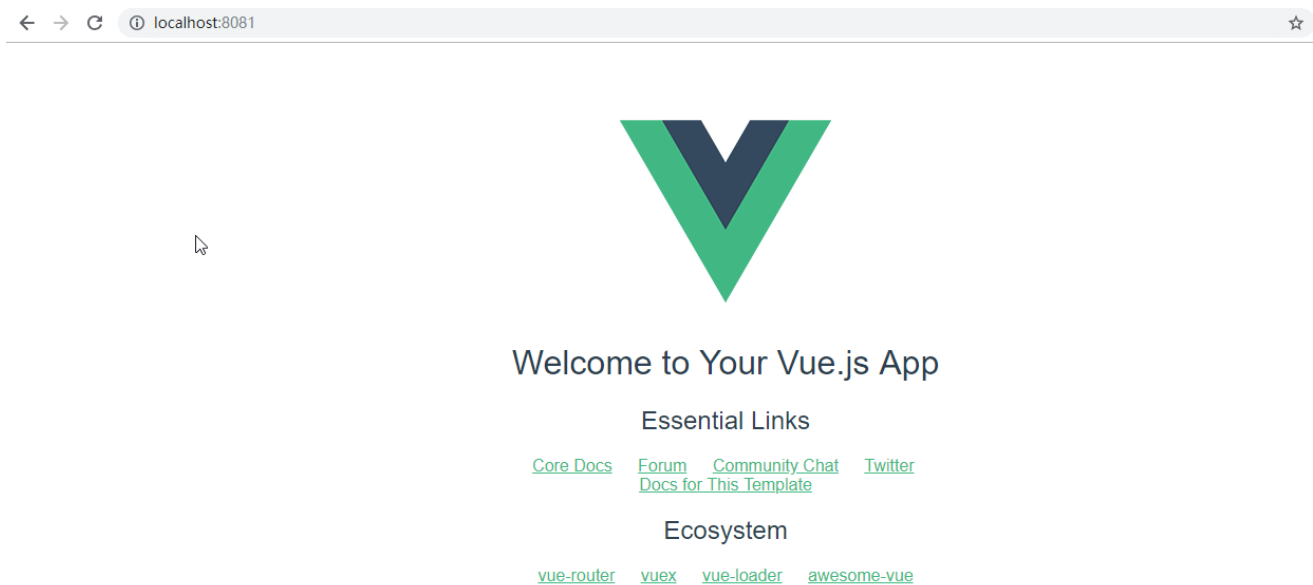 localhost:8081
Welcome to Your Vue.js App
Essential Links
Core Docs Forum Community Chat Twitter
Docs for This Template
Ecosystem
vue-router vuex vue-loader awesome-vue